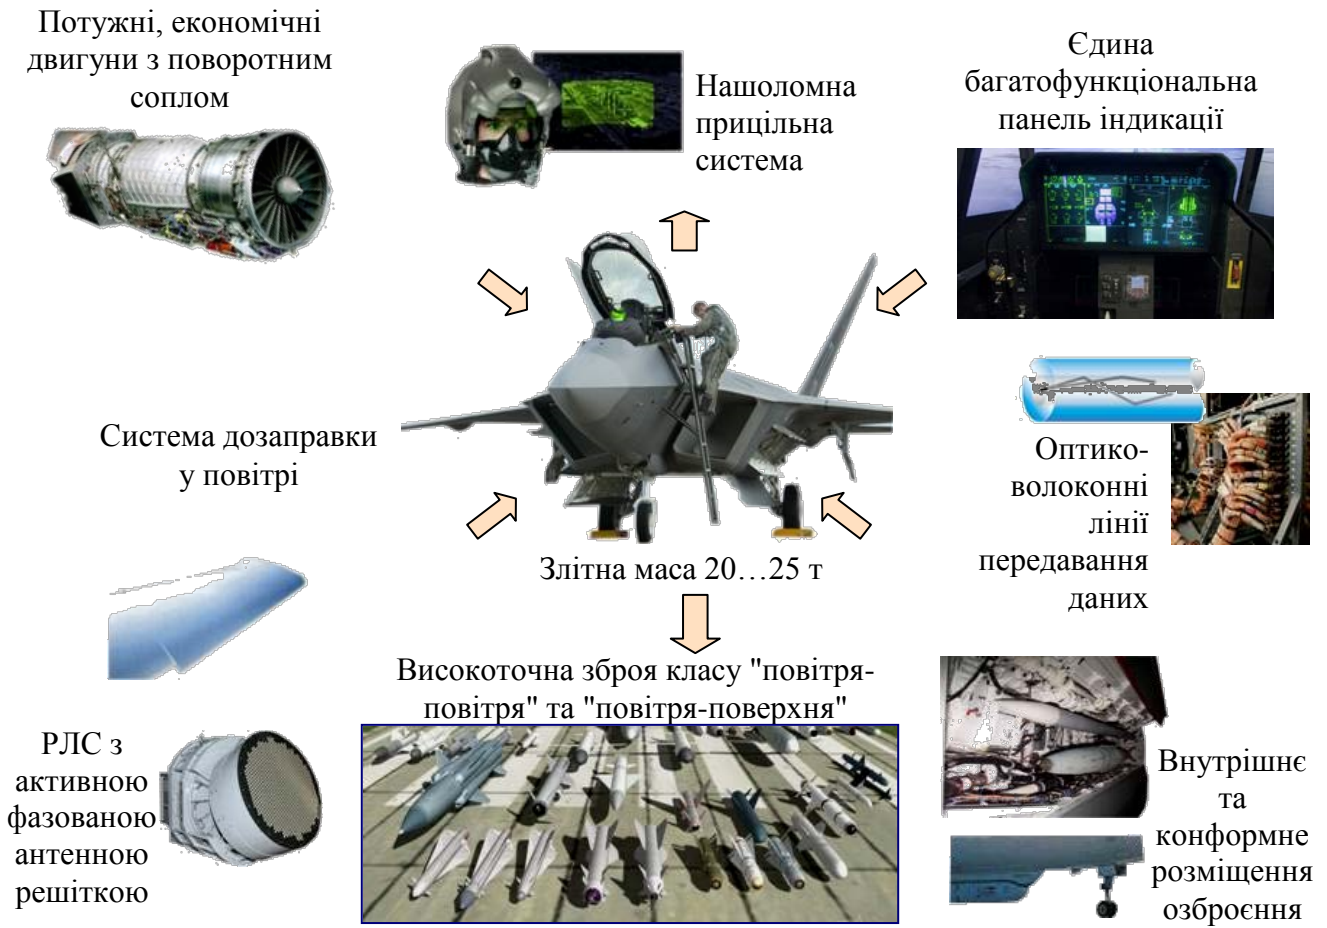 Потужні, економічні
двигуни з поворотним
соплом
Нашоломна
прицільна
система
Єдина
багатофункціональна
панель індикації
Система дозаправки
у повітрі
Оптико-
волоконні
лінії
передавання
даних
Злітна маса 20…25 т
Високоточна зброя класу "повітря-
повітря" та "повітря-поверхня"
РЛС з
активною
фазованою
антенною
решіткою
Внутрішнє
та
конформне
розміщення
озброєння